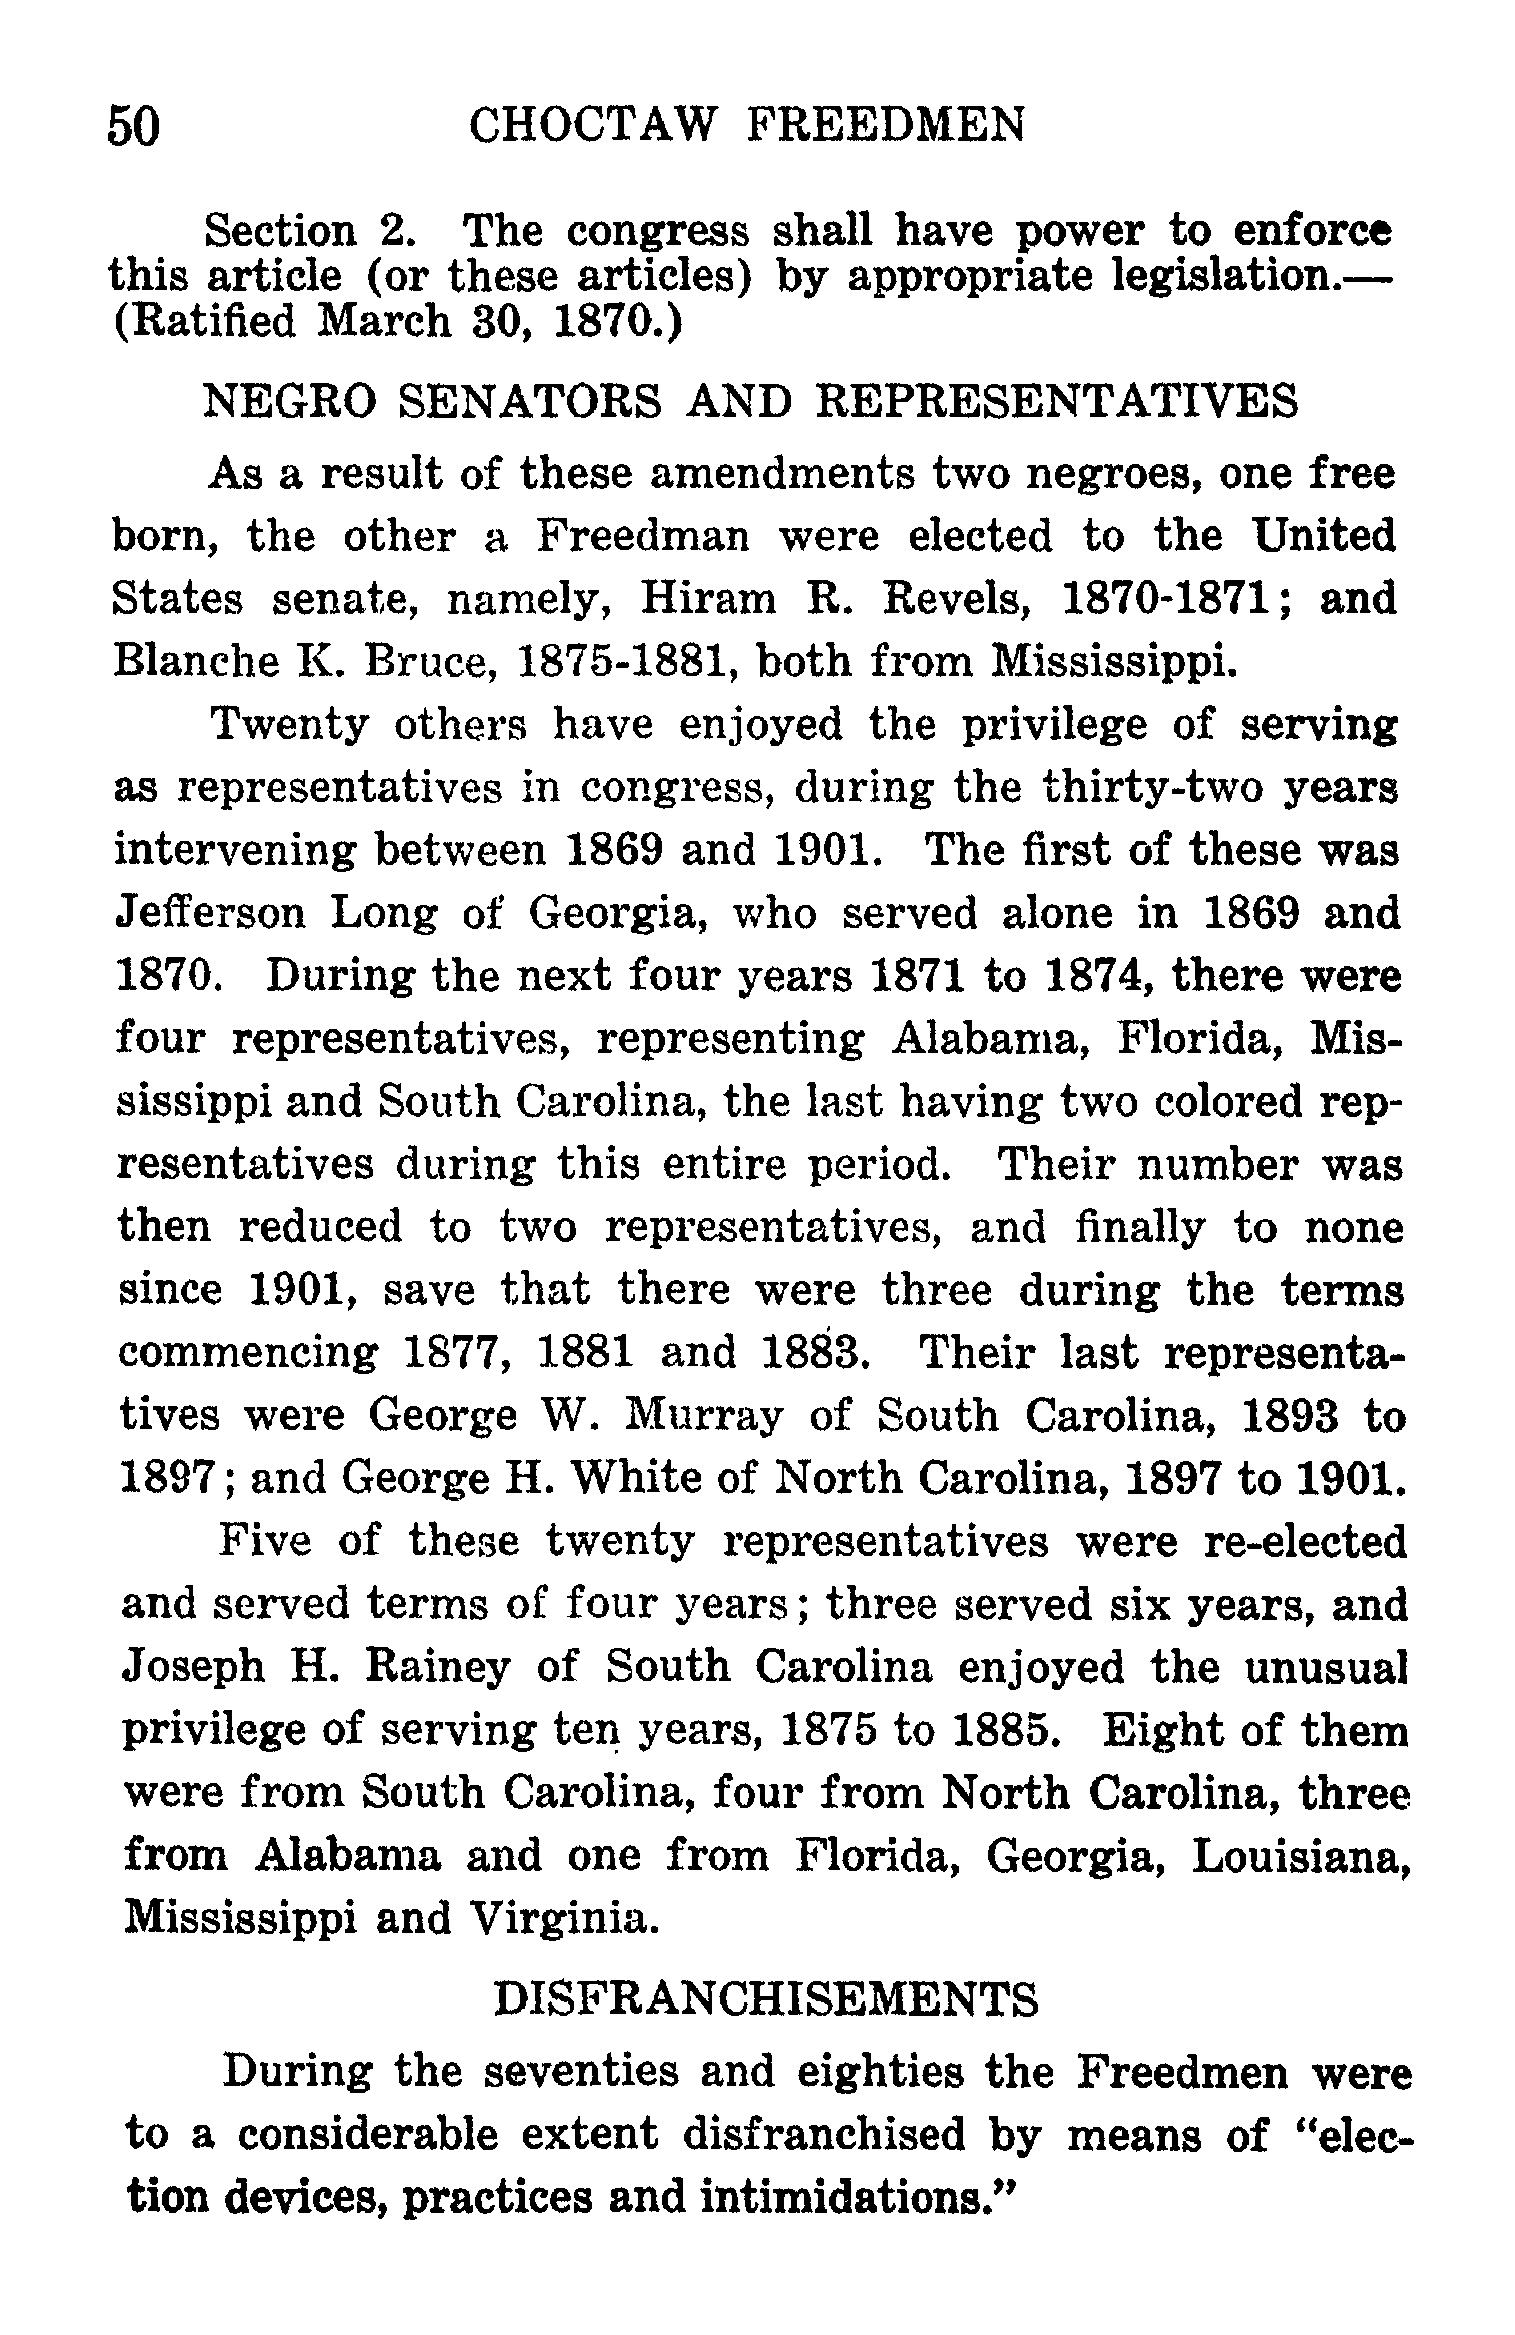 50 CHOCTAW FREEDMEN
Section 2. The congress shall have power to enforce
this article (or these articles) by appropriate legislation.—
(Ratified March 30, 1870.)
NEGRO SENATORS AND REPRESENTATIVES
As a result of these amendments two negroes, one free
born, the other a Freedman were elected to the United
States senate, namely, Hiram R. Revels, 1870-1871; and
Blanche K. Bruce, 1875-1881, both from Mississippi.
Twenty others have enjoyed the privilege of serving
as representatives in congress, during the thirty-two years
intervening between 1869 and 1901. The first of these was
Jefferson Long of Georgia, who served alone in 1869 and
1870. During the next four years 1871 to 1874, there were
four representatives, representing Alabama, Florida, Mis-
sissippi and South Carolina, the last having two colored rep-
resentatives during this entire period. Their number was
then reduced to two representatives, and finally to none
since 1901, save that there were three during the terms
commencing 1877, 1881 and 1883. Their last representa-
tives were George W. Murray of South Carolina, 1893 to
1897; and George H. White of North Carolina, 1897 to 1901.
Five of these twenty representatives were re-elected
and served terms of four years; three served six years, and
Joseph H. Rainey of South Carolina enjoyed the unusual
privilege of serving ten years, 1875 to 1885. Eight of them
were from South Carolina, four from North Carolina, three
from Alabama and one from Florida, Georgia, Louisiana,
Mississippi and Virginia.
DISFRANCHISEMENTS
During the seventies and eighties the Freedmen were
to a considerable extent disfranchised by means of "elec-
tion devices, practices and intimidations."